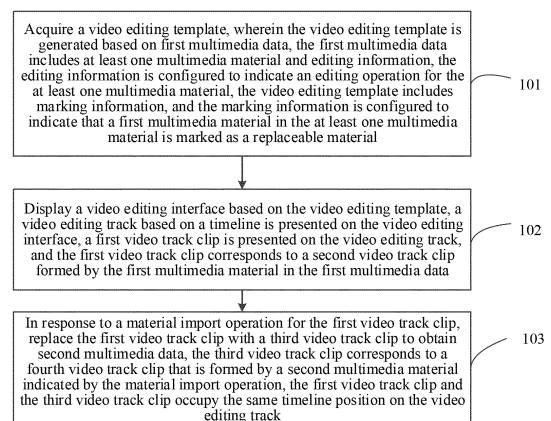 Acquire a video editing template, wherein the video editing template is
generated based on first multimedia data, the first multimedia data
includes at least one multimedia material and editing information, the
editing information is configured to indicate an editing operation for the
at least one multimedia material, the video editing template includes
marking information, and the marking information is configured to
indicate that a first multimedia material in the at least one multimedia
material is marked as a replaceable material
101
Display a video editing interface based on the video editing template, a
video editing track based on a timeline is presented on the video editing
interface, a first video track clip is presented on the video editing track,
and the first video clip corresponds to a second video track clip
formed by the first multimedia material in the first multimedia data
102
In response to a material import operation for the first video track clip,
replace the first video track clip with a third video track clip to obtain
second multimedia data, the third video track clip corresponds to a
fourth video track clip that is formed by a second multimedia material
indicated by the material import operation, the first video track clip and
the third video track clip occupy the same timeline position on the video
editing track
103